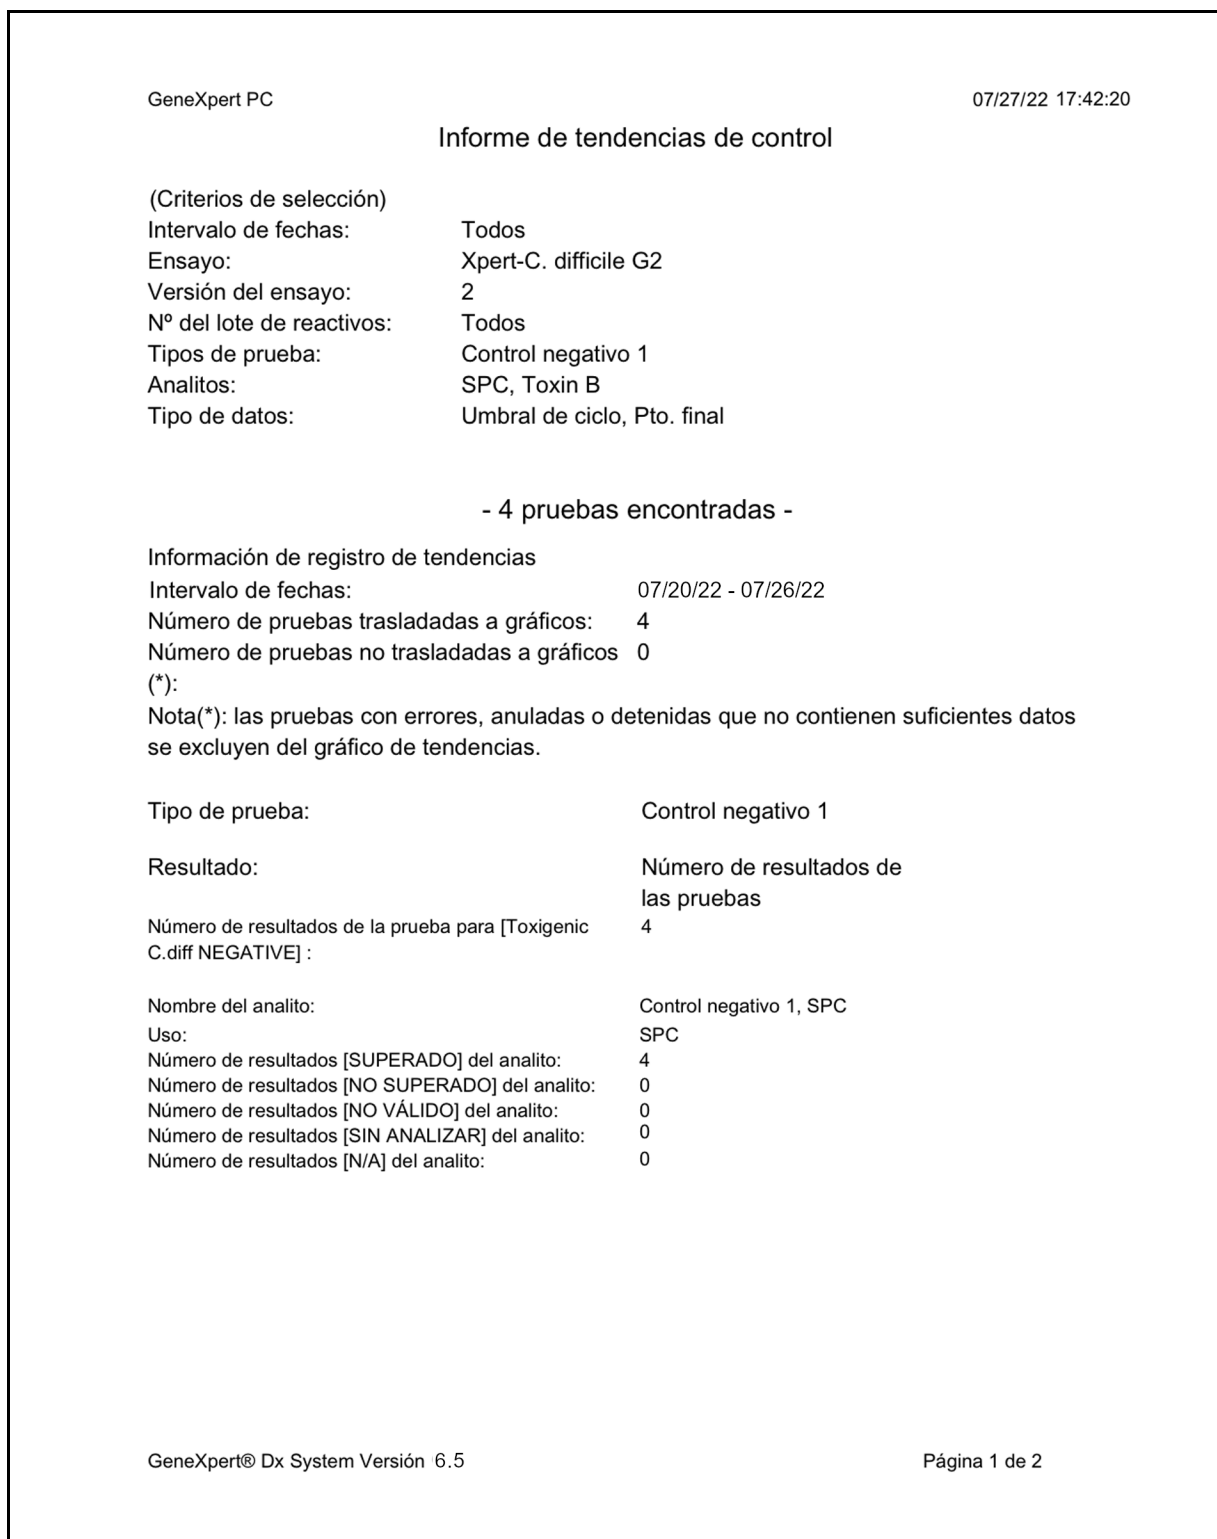 GeneXpert PC 07/27/22 17:42:20
Informe de tendencias de control
(Criterios de selección)
Intervalo de fechas: Todos
Ensayo: Xpert-C. difficile G2
Versión del ensayo: 2
Nº del lote de reactivos: Todos
Tipos de prueba: Control negativo 1
Analitos: SPC, Toxin B
Tipo de datos: Umbral de ciclo, Pto. final
- 4 pruebas encontradas -
Información de registro de tendencias
Intervalo de fechas: 07/20/22 - 07/26/22
Número de pruebas trasladadas a gráficos: 4
Número de pruebas no trasladadas a gráficos 0
(*):
Nota(*): las pruebas con errores, anuladas o detenidas que no contienen suficientes datos
se excluyen del gráfico de tendencias.
Tipo de prueba: Control negativo 1
Resultado: Número de resultados de
las pruebas
Número de resultados de la prueba para [Toxigenic 4
C.diff NEGATIVE] :
Nombre del analito: Control negativo 1, SPC
Uso: SPC
Número de resultados [SUPERADO] del analito: 4
Número de resultados [NO SUPERADO] del analito: 0
Número de resultados [NO VÁLIDO] del analito: 0
Número de resultados [SIN ANALIZAR] del analito: 0
Número de resultados [N/A] del analito: 0
GeneXpert® Dx System Versión 6.5 Página 1 de 2